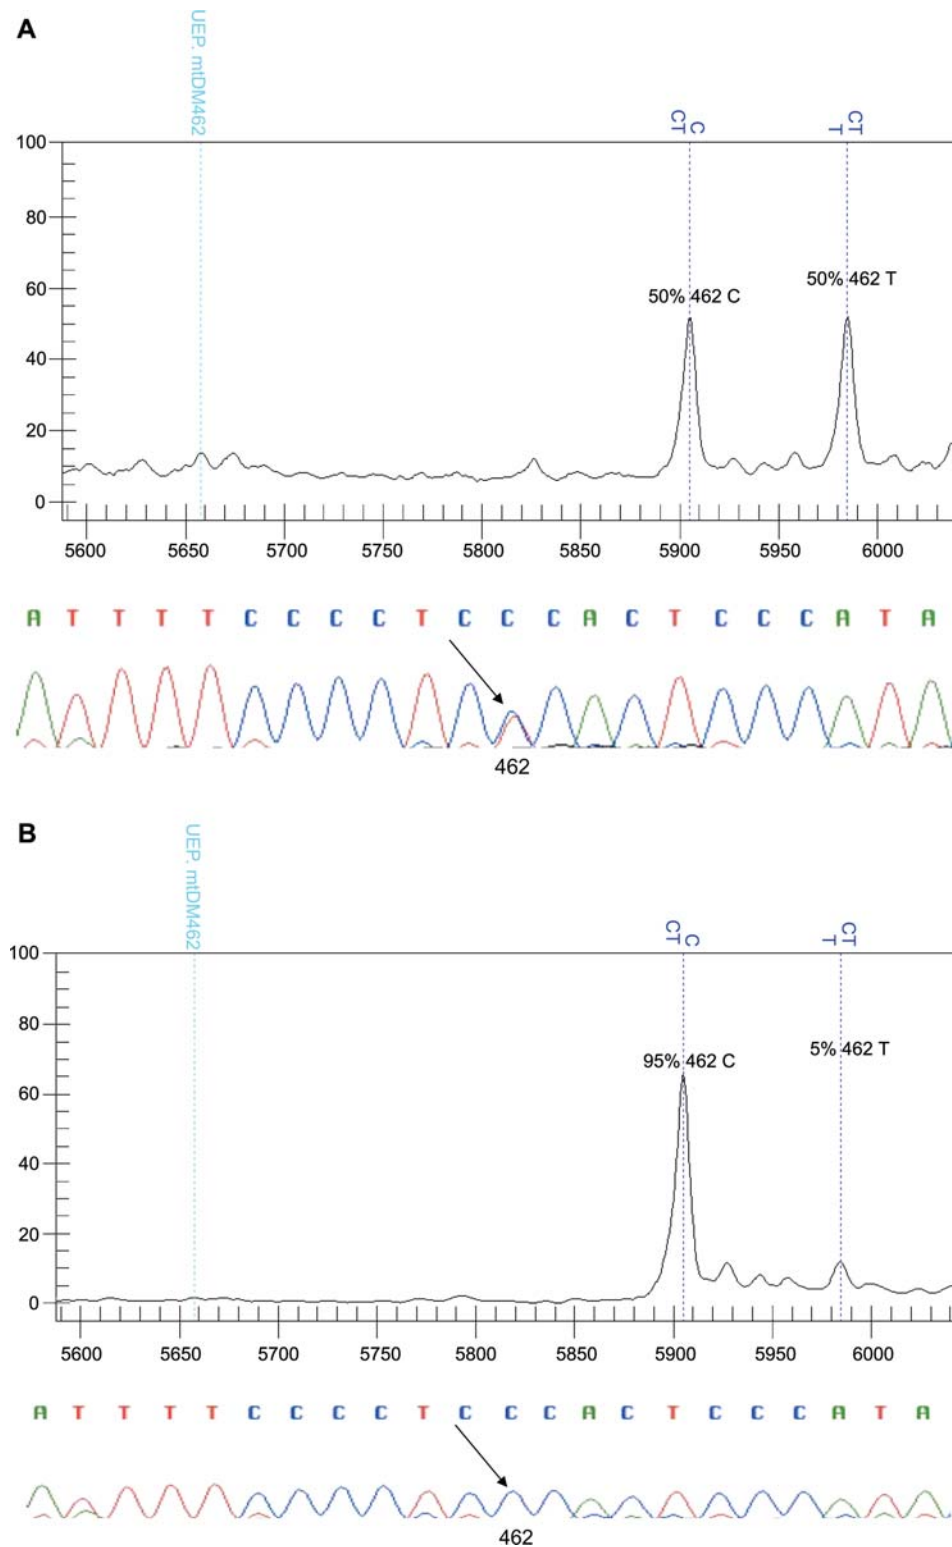 A
UEP. mtDM462
C
CT
CT
T
100
80
60
40
20
0
50% 462 C
50% 462 T
5600 5650 5700 5750 5800 5850 5900 5950 6000
A T T T T C C C C T C C C A C T C C C A T A
462
B
UEP. mtDM462
C
CT
CT
T
100
80
60
40
20
0
95% 462 C
5% 462 T
5600 5650 5700 5750 5800 5850 5900 5950 6000
A T T T T C C C C T C C C A C T C C C A T A
462